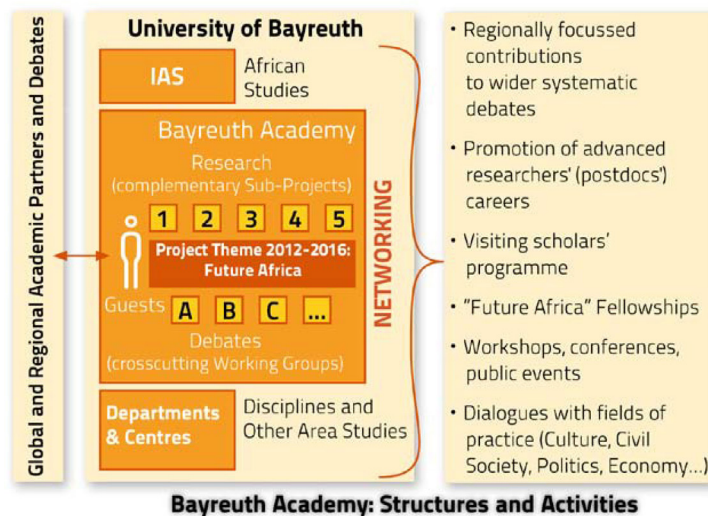 Global and Regional Academic Partners and Debates
University of Bayreuth
IAS
African
Studies
Bayreuth Academy
Research
(complementary Sub-Projects)
1 2 3 4 5
Project Theme 2012-2016:
Future Africa
Guests
A B C ...
Debates
(crosscutting Working Groups)
Departments
& Centres
Disciplines and
Other Area Studies
NETWORKING
• Regionally focussed
contributions
to wider systematic
debates
• Promotion of advanced
researchers' (postdocs')
careers
• Visiting scholars'
programme
• "Future Africa" Fellowships
• Workshops, conferences,
public events
• Dialogues with fields of
practice (Culture, Civil
Society, Politics, Economy...)
Bayreuth Academy: Structures and Activities